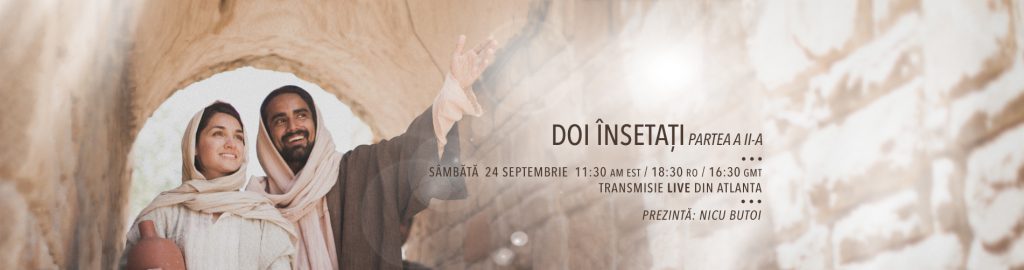 DOI ÎNSETAȚI PARTEA A II-A
SÂMBĂTĂ 24 SEPTEMBRIE 11:30 AM EST / 18:30 RO / 16:30 GMT
TRANSMISIE LIVE DIN ATLANTA
PREZINTĂ: NICU BUTOI